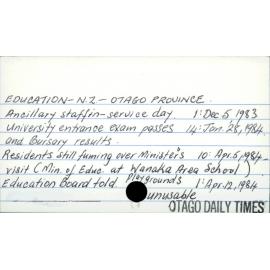 EDUCATION - N.Z - OTAGO PROVINCE.
Ancillary staff in-service day. 1: Dec. 5, 1983
University entrance exam passes 14: Jan. 28, 1984
and Bursary results.
Residents still fuming over Minister's 10: Apr. 5, 1984
visit (Min. of Educ. at Wanaka Area School)
Education Board told Playgrounds 1: Apr. 12, 1984
unusable
OTAGO DAILY TIMES